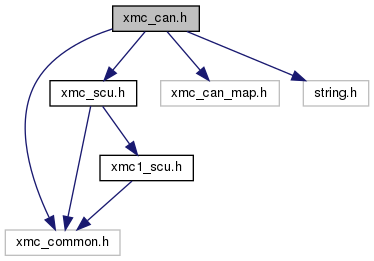 xmc_can.h
xmc_scu.h
xmc_can_map.h
string.h
xmc1_scu.h
xmc_common.h